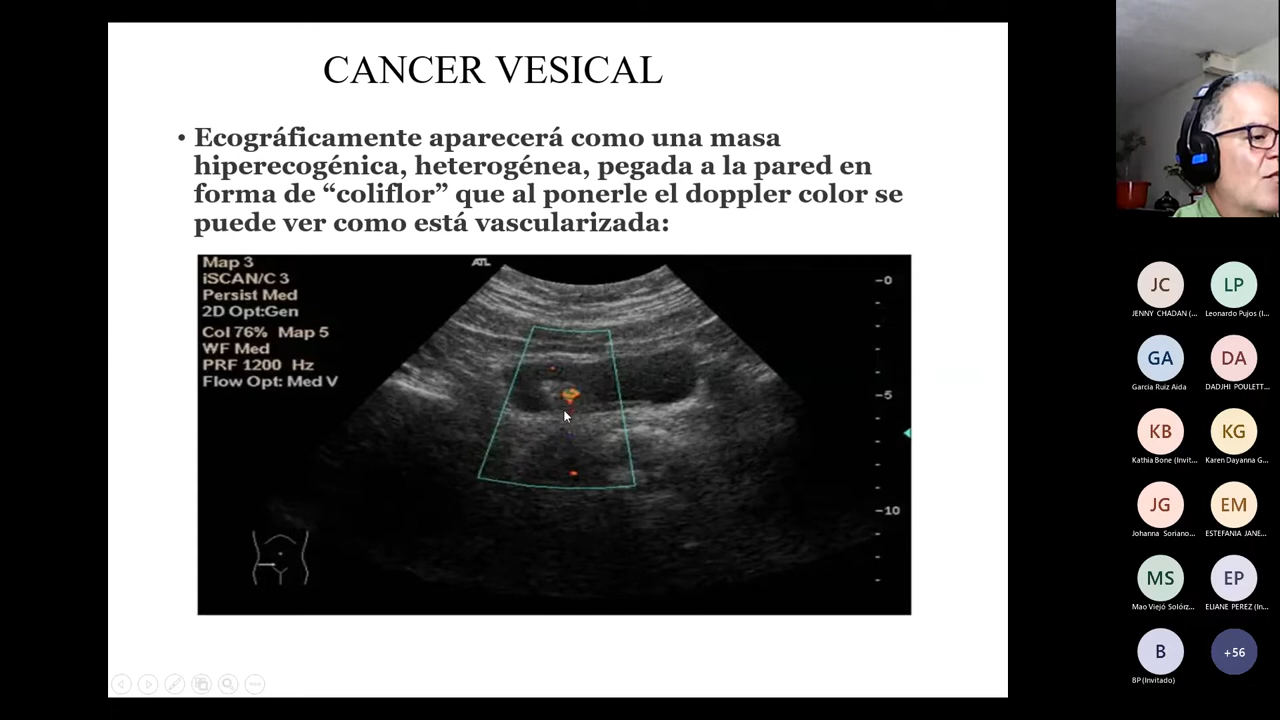 CANCER VESICAL
• Ecográficamente aparecerá como una masa
hiperecogénica, heterogénea, pegada a la pared en
forma de “coliflor” que al ponerle el doppler color se
puede ver como está vascularizada:
Map 3
iSCAN/C 3
Persist Med
2D Opt:Gen
Col 76% Map 5
WF Med
PRF 1200 Hz
Flow Opt: Med V
ATL
-0
-5
-10
JC
LP
JENNY CHADAN (...
Leonardo Pujos (I...
GA
DA
Garcia Ruiz Aida
DADJHI POULETT...
KB
KG
Kathia Bone (Invit...
Karen Dayanna G...
JG
EM
Johanna Soriano...
ESTEFANIA JANE...
MS
EP
Mao Viejó Solórz...
ELIANE PEREZ (In...
B
+56
BP (Invitado)